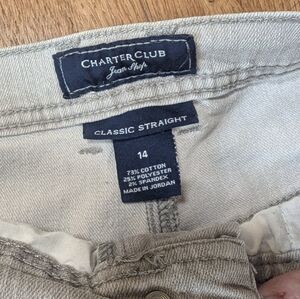 CHARTER CLUB
Jean Shop
CLASSIC STRAIGHT
14
73% COTTON
25% POLYESTER
2% SPANDEX
MADE IN JORDAN